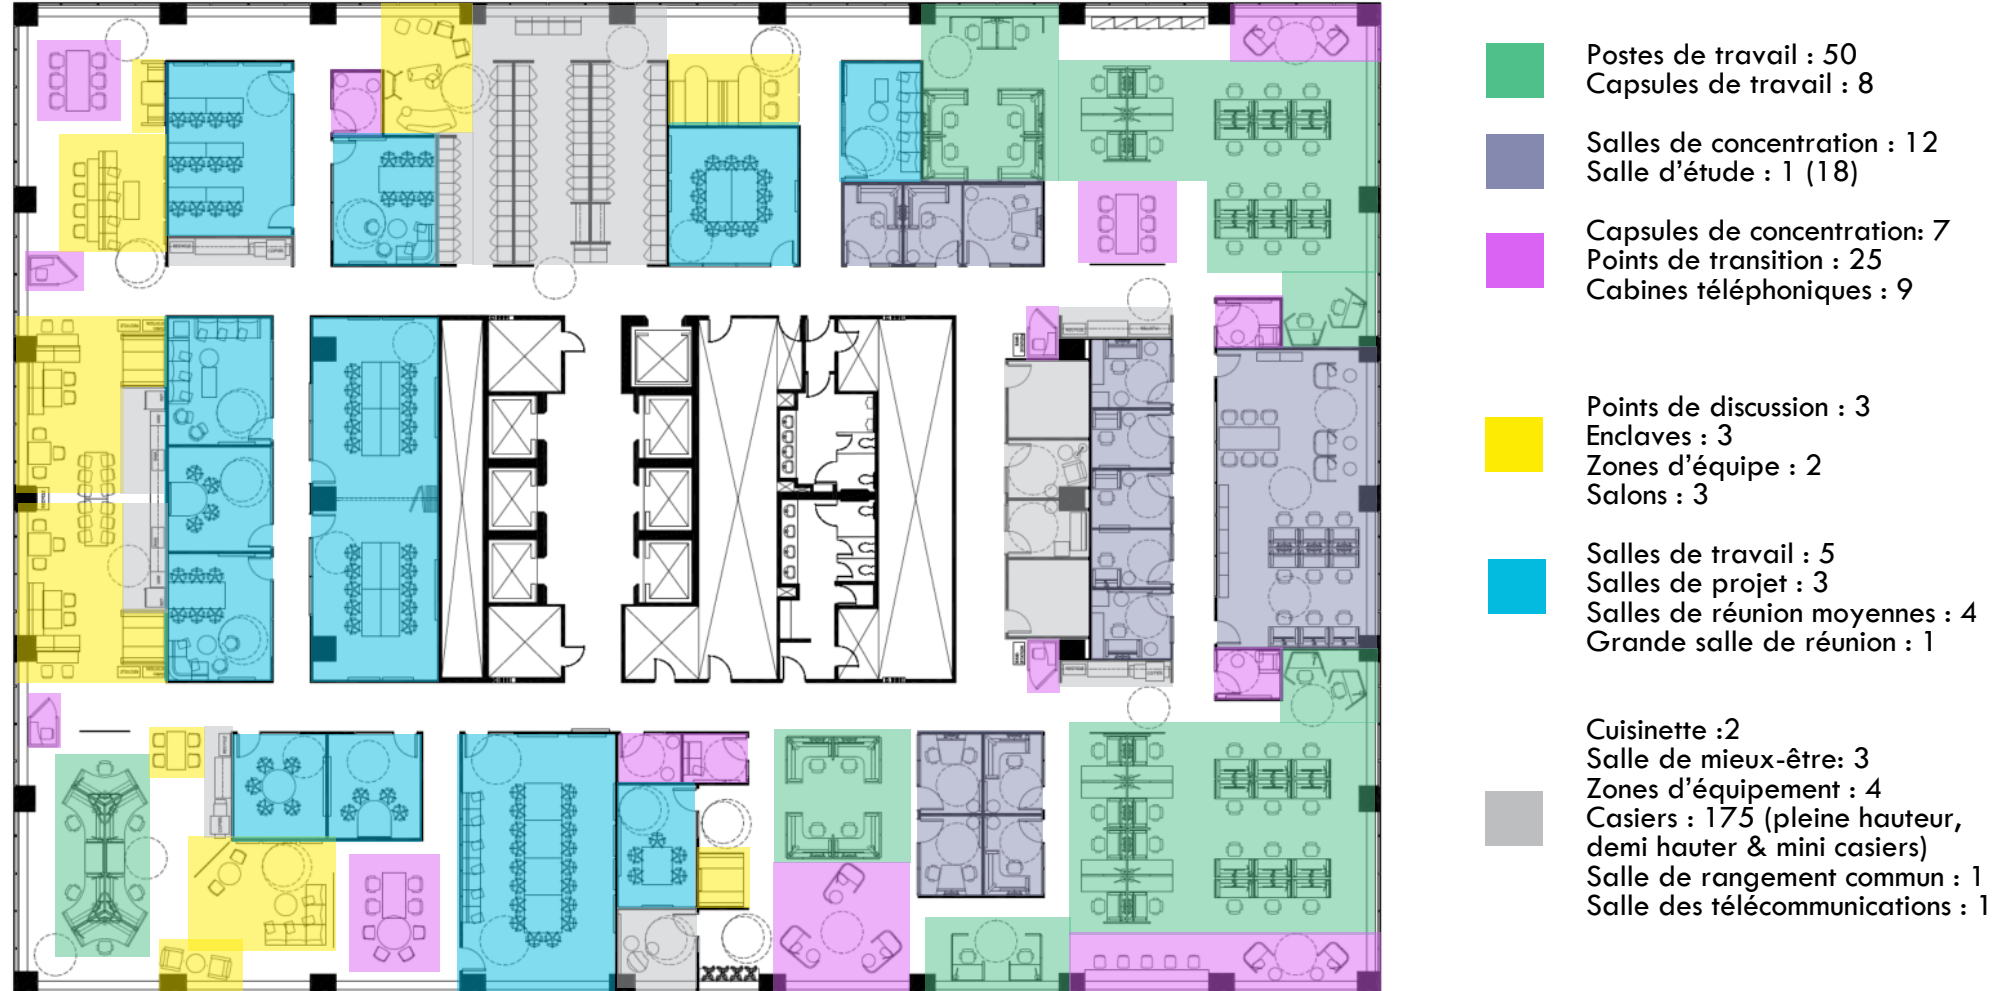 Postes de travail : 50
Capsules de travail : 8
Salles de concentration : 12
Salle d'étude : 1 (18)
Capsules de concentration: 7
Points de transition : 25
Cabines téléphoniques : 9
Points de discussion : 3
Enclaves : 3
Zones d'équipe : 2
Salons : 3
Salles de travail : 5
Salles de projet : 3
Salles de réunion moyennes : 4
Grande salle de réunion : 1
Cuisinette :2
Salle de mieux-être: 3
Zones d'équipement : 4
Casiers : 175 (pleine hauteur,
demi hauter & mini casiers)
Salle de rangement commun : 1
Salle des télécommunications : 1